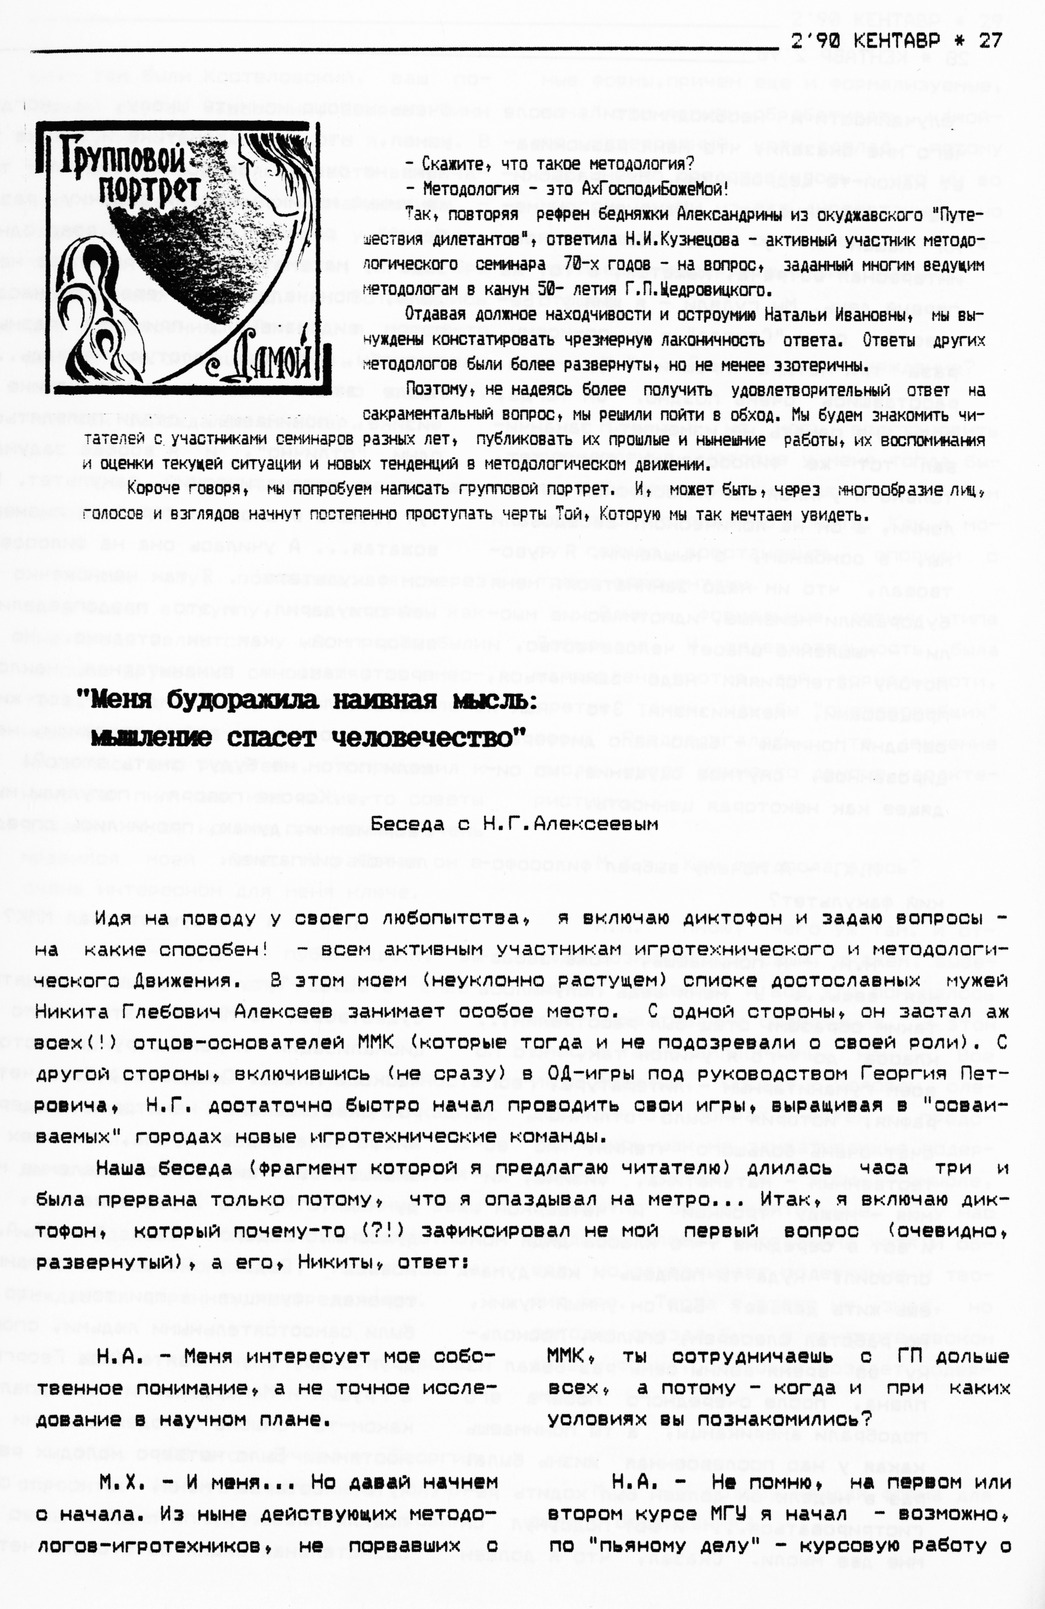 2'90 КЕНТАВР * 27
Групповой
портрет
с Дамой
- Скажите, что такое методология?
- Методология - это АхГосподиБожеМой!
Так, повторяя рефрен бедняжки Александрины из окуджавского "Путе-
шествия дилетантов", ответила Н.И.Кузнецова - активный участник методо-
логического семинара 70-х годов - на вопрос, заданный многим ведущим
методологам в канун 50- летия Г.П.Щедровицкого.
Отдавая должное находчивости и остроумию Натальи Ивановны, мы вы-
нуждены констатировать чрезмерную лаконичность ответа. Ответы других
методологов были более развернуты, но не менее эзотеричны.
Поэтому, не надеясь более получить удовлетворительный ответ на
сакраментальный вопрос, мы решили пойти в обход. Мы будем знакомить чи-
тателей с участниками семинаров разных лет, публиковать их прошлые и нынешние работы, их воспоминания
и оценки текущей ситуации и новых тенденций в методологическом движении.
Короче говоря, мы попробуем написать групповой портрет. И, может быть, через многообразие лиц,
голосов и взглядов начнут постепенно проступать черты Той, Которую мы так мечтаем увидеть.
"Меня будоражила наивная мысль:
мышление спасет человечество"
Беседа с Н.Г.Алексеевым
Идя на поводу у своего любопытства, я включаю диктофон и задаю вопросы -
на какие способен! - всем активным участникам игротехнического и методологи-
ческого Движения. В этом моем (неуклонно растущем) списке достославных мужей
Никита Глебович Алексеев занимает особое место. С одной стороны, он застал аж
всех(!) отцов-основателей ММК (которые тогда и не подозревали о своей роли). С
другой стороны, включившись (не сразу) в ОД-игры под руководством Георгия Пет-
ровича, Н.Г. достаточно быстро начал проводить свои игры, выращивая в "осваи-
ваемых" городах новые игротехнические команды.
Наша беседа (фрагмент которой я предлагаю читателю) длилась часа три и
была прервана только потому, что я опаздывал на метро... Итак, я включаю дик-
тофон, который почему-то (?!) зафиксировал не мой первый вопрос (очевидно,
развернутый), а его, Никиты, ответ:
Н.А. - Меня интересует мое собс-
твенное понимание, а не точное иссле-
дование в научном плане.
М.Х. - И меня... Но давай начнем
с начала. Из ныне действующих методо-
логов-игротехников, не порвавших с
ММК, ты сотрудничаешь с ГП дольше
всех, а потому - когда и при каких
условиях вы познакомились?
Н.А. - Не помню, на первом или
втором курсе МГУ я начал - возможно,
по "пьяному делу" - курсовую работу о